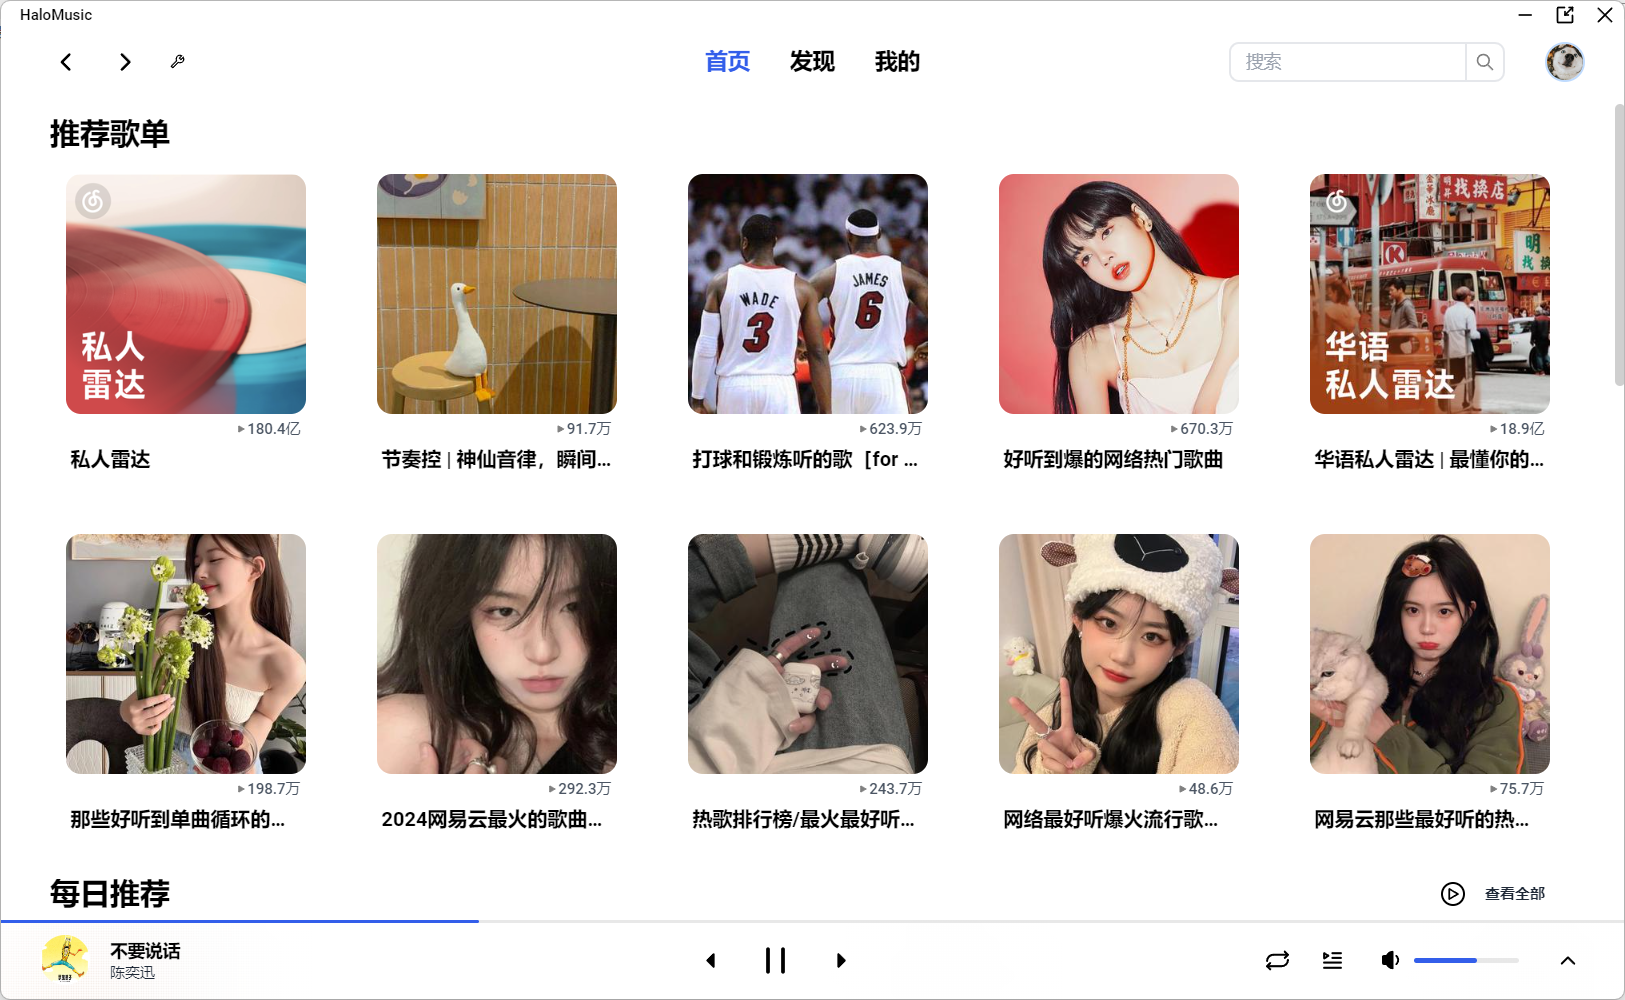 HaloMusic
首页
发现
我的
搜索
推荐歌单
私人
雷达
WADE
3
JAMES
6
找换店
明
找换
华语
私人雷达
180.4亿
91.7万
623.9万
670.3万
18.9亿
私人雷达
节奏控 | 神仙音律，瞬间...
打球和锻炼听的歌［for ...
好听到爆的网络热门歌曲
华语私人雷达 | 最懂你的...
198.7万
292.3万
243.7万
48.6万
75.7万
那些好听到单曲循环的...
2024网易云最火的歌曲...
热歌排行榜/最火最好听...
网络最好听爆火流行歌...
网易云那些最好听的热...
每日推荐
查看全部
不要说话
陈奕迅